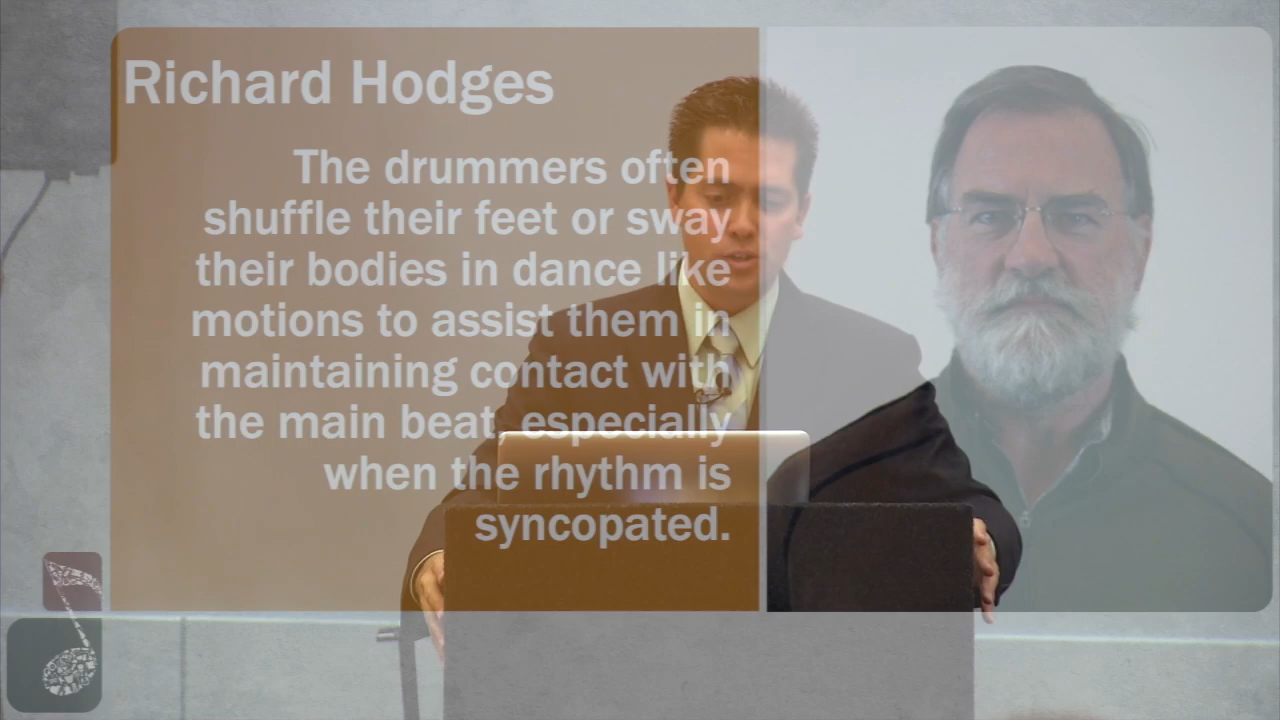 Richard Hodges
The drummers often
shuffle their feet or sway
their bodies in dance like
motions to assist them in
maintaining contact with
the main beat, especially
when the rhythm is
syncopated.